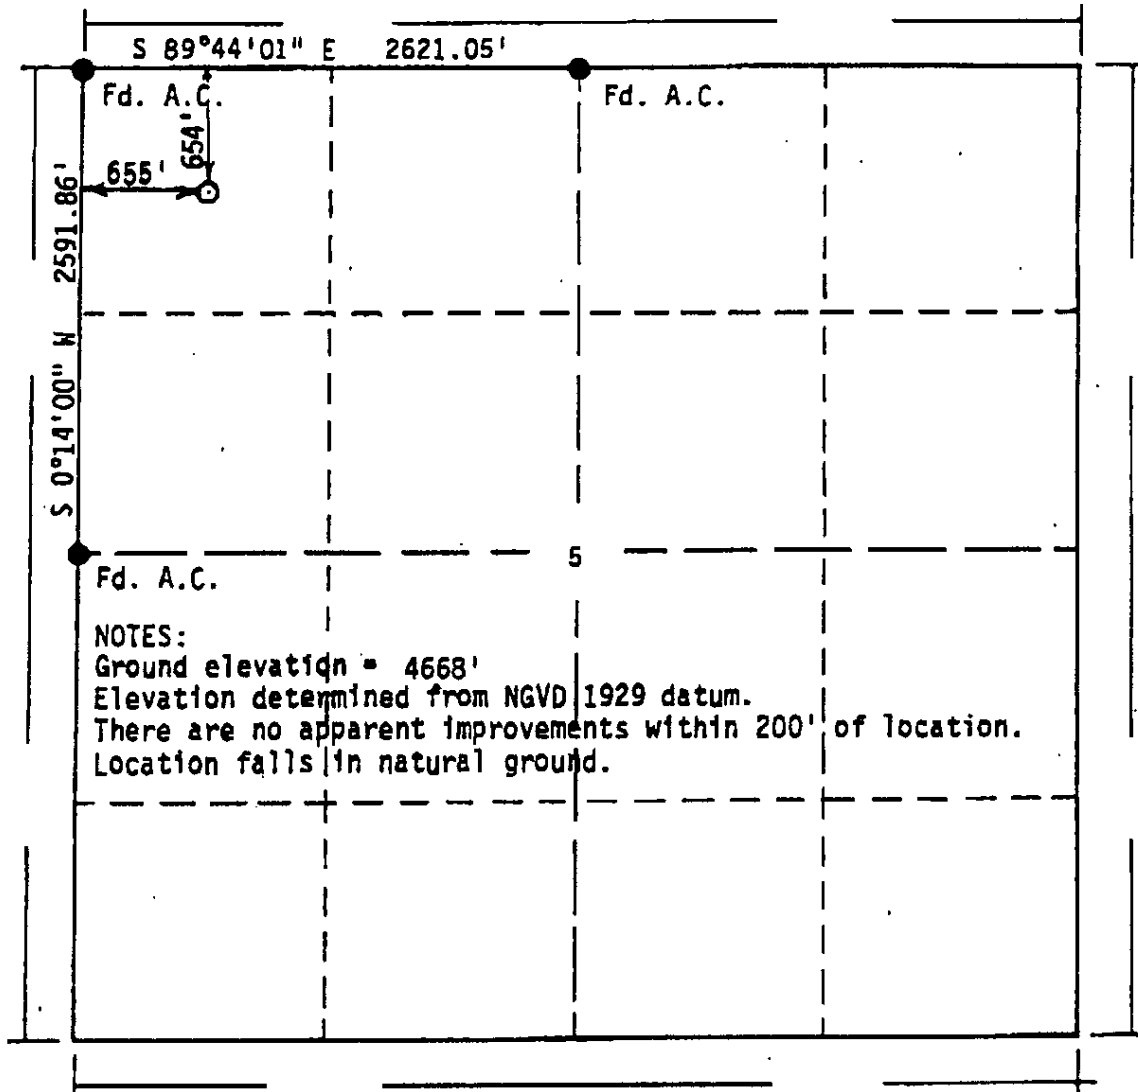 S 89°44'01" E 2621.05'
Fd. A.C.
Fd. A.C.
654'
655'
S 0°14'00" W 2591.86'
5
Fd. A.C.
NOTES:
Ground elevation = 4668'
Elevation determined from NGVD 1929 datum.
There are no apparent improvements within 200' of location.
Location falls in natural ground.